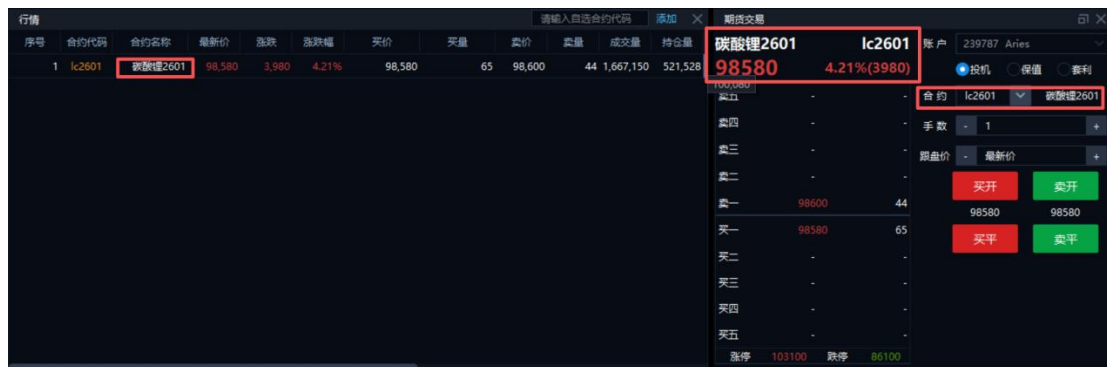 行情 请输入自选合约代码 添加
序号 合约代码 合约名称 最新价 涨跌 涨跌幅 买价 买量 卖价 卖量 成交量 持仓量
1 lc2601 碳酸锂2601 98,580 3,980 4.21% 98,580 65 98,600 44 1,667,150 521,528
期货交易
碳酸锂2601 lc2601
98580 4.21%(3980)
100,080
卖五 - -
卖四 - -
卖三 - -
卖二 - -
卖一 98600 44
买一 98580 65
买二 - -
买三 - -
买四 - -
买五 - -
涨停 103100 跌停 86100
账户 239787 Aries
投机 保值 套利
合约 lc2601 碳酸锂2601
手数 - 1 +
跟盘价 - 最新价 +
买开 卖开
98580 98580
买平 卖平